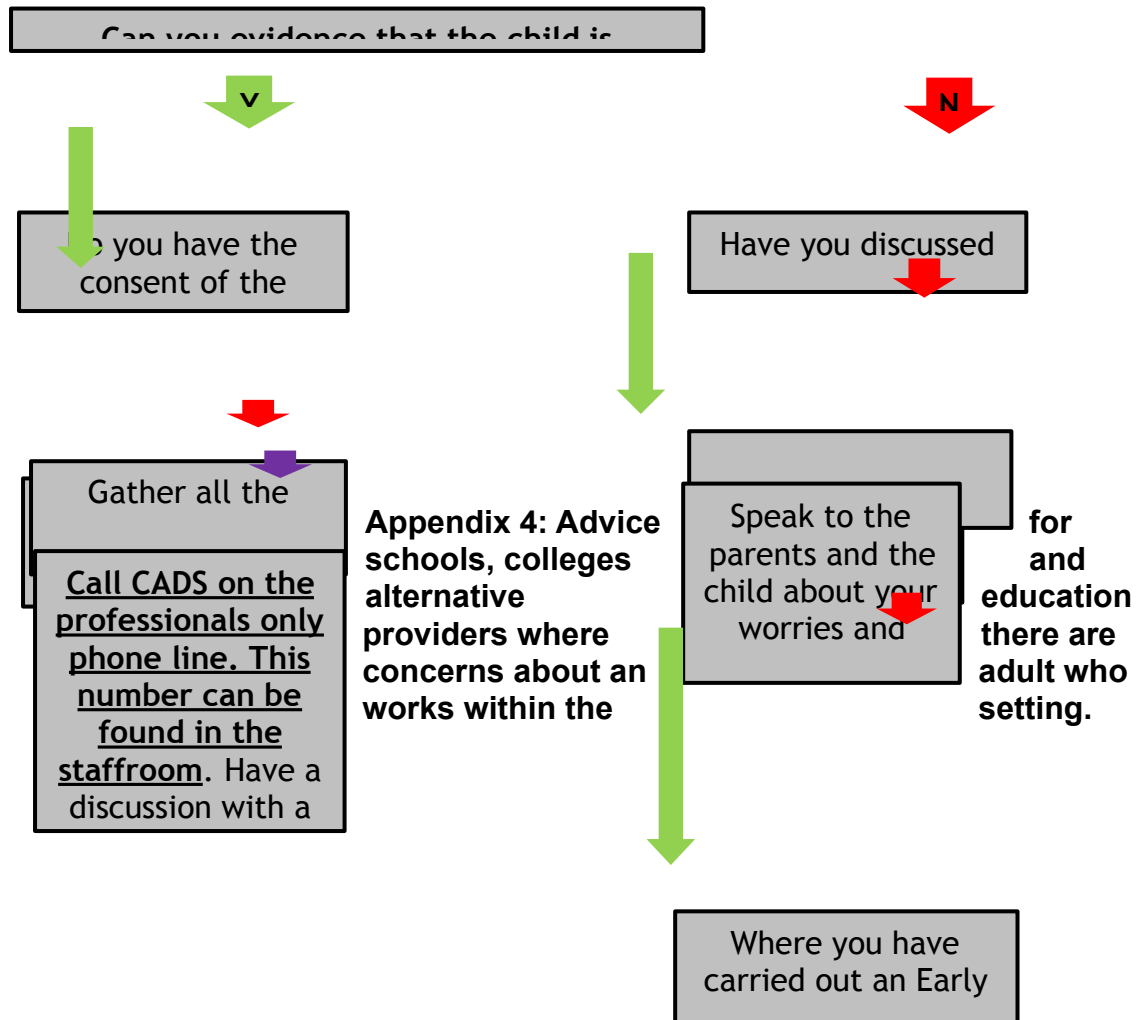 Can you evidence that the child is
Y
N
you have the
consent of the
Have you discussed
Gather all the
Call CADS on the
professionals only
phone line. This
number can be
found in the
staffroom. Have a
discussion with a
Appendix 4: Advice for
schools, colleges and
alternative education
providers where there are
concerns about an adult who
works within the setting.
Speak to the
parents and the
child about your
worries and
Where you have
carried out an Early